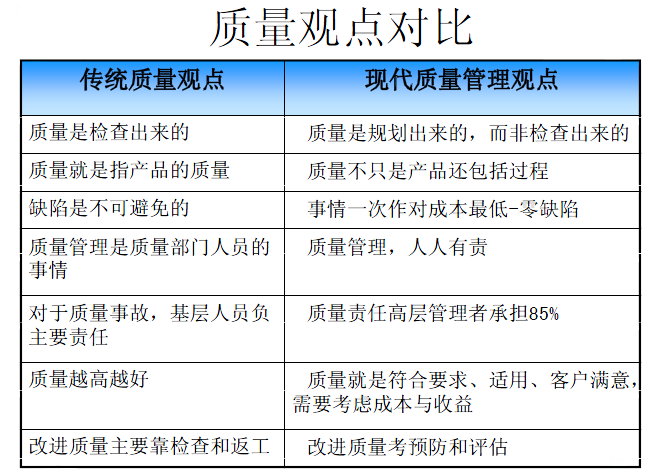 质量观点对比
传统质量观点
现代质量管理观点
质量是检查出来的
质量是规划出来的，而非检查出来的
质量就是指产品的质量
质量不只是产品还包括过程
缺陷是不可避免的
事情一次作对成本最低-零缺陷
质量管理是质量部门人员的
事情
质量管理，人人有责
对于质量事故，基层人员负
主要责任
质量责任高层管理者承担85%
质量越高越好
质量就是符合要求、适用、客户满意，
需要考虑成本与收益
改进质量主要靠检查和返工
改进质量考预防和评估